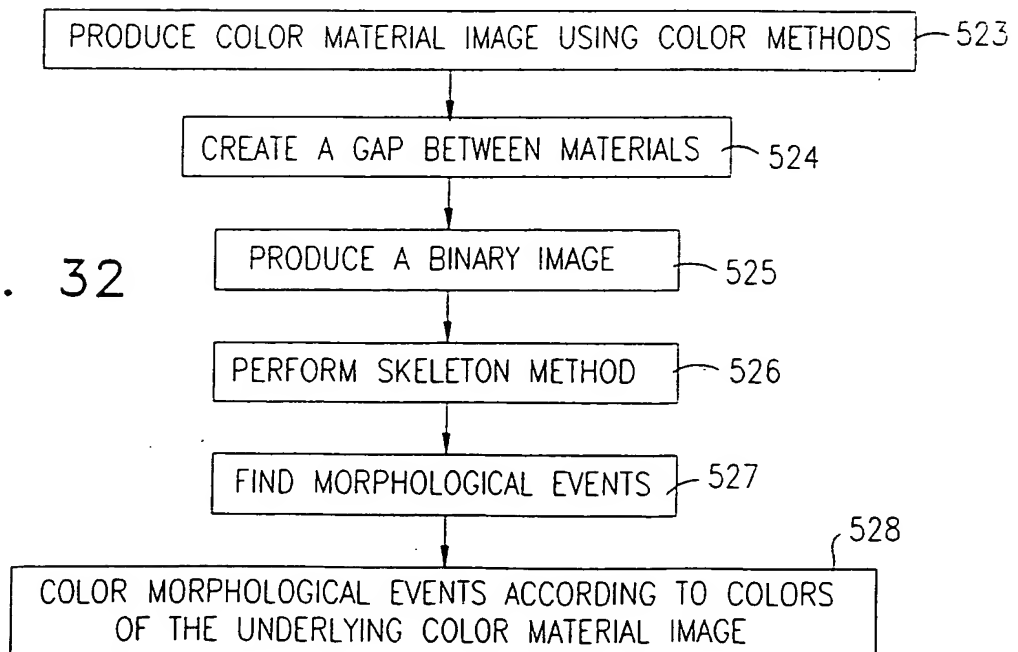 PRODUCE COLOR MATERIAL IMAGE USING COLOR METHODS 523
CREATE A GAP BETWEEN MATERIALS 524
. 32
PRODUCE A BINARY IMAGE 525
PERFORM SKELETON METHOD 526
FIND MORPHOLOGICAL EVENTS 527
528
COLOR MORPHOLOGICAL EVENTS ACCORDING TO COLORS
OF THE UNDERLYING COLOR MATERIAL IMAGE